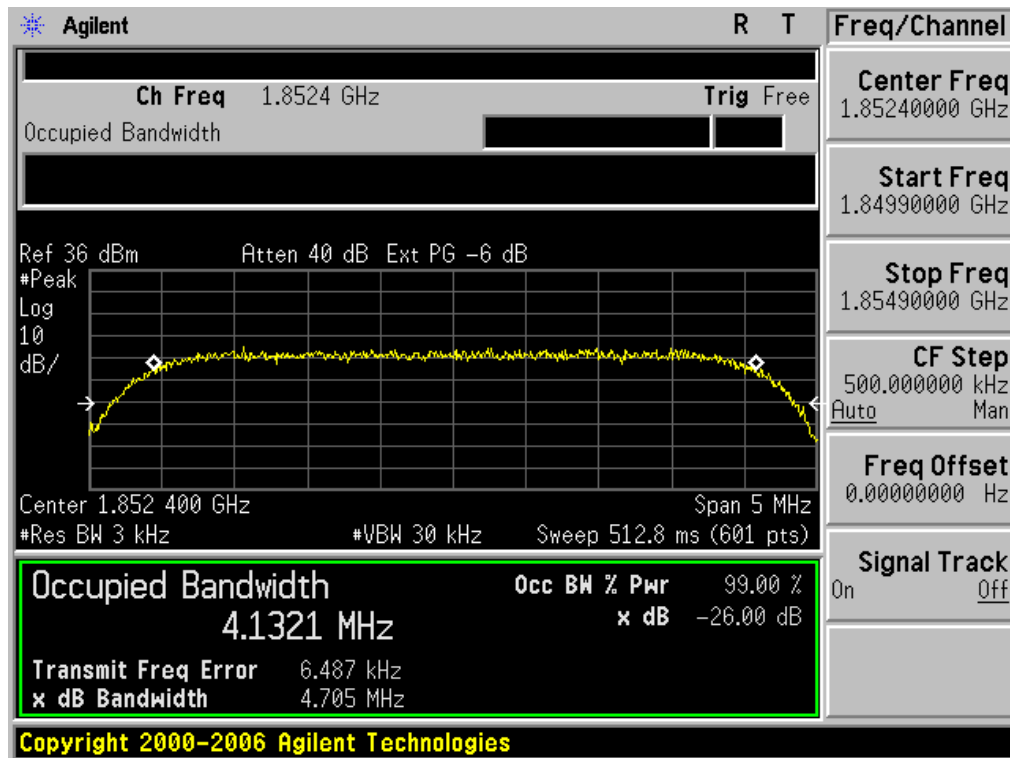 Agilent R T
Ch Freq 1.8524 GHz Trig Free
Occupied Bandwidth
Ref 36 dBm Atten 40 dB Ext PG -6 dB
#Peak
Log
10
dB/
Center 1.852 400 GHz Span 5 MHz
#Res BW 3 kHz #VBW 30 kHz Sweep 512.8 ms (601 pts)
Occupied Bandwidth
4.1321 MHz
Occ BW % Pwr 99.00 %
x dB -26.00 dB
Transmit Freq Error 6.487 kHz
x dB Bandwidth 4.705 MHz
Copyright 2000-2006 Agilent Technologies
Freq/Channel
Center Freq
1.85240000 GHz
Start Freq
1.84990000 GHz
Stop Freq
1.85490000 GHz
CF Step
500.000000 kHz
Auto Man
Freq Offset
0.00000000 Hz
Signal Track
On Off